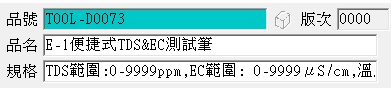 品號 T00L-D0073 版次 0000
品名 E-1便捷式TDS&EC測試筆
規格 TDS範圍:0-9999ppm,EC範圍: 0-9999μS/cm,溫